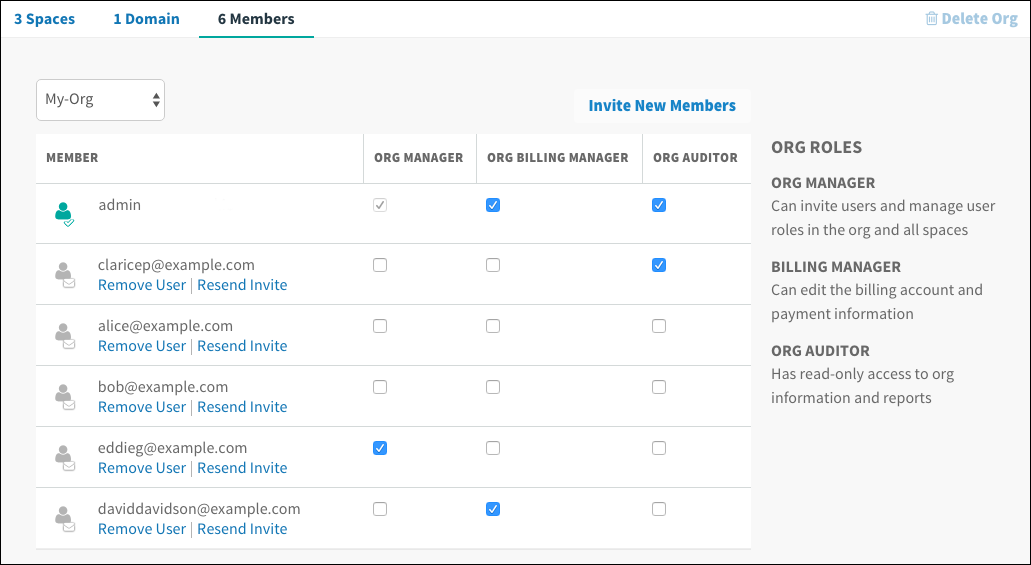 3 Spaces 1 Domain 6 Members Delete Org
My-Org
Invite New Members
MEMBER ORG MANAGER ORG BILLING MANAGER ORG AUDITOR
admin
claricep@example.com
Remove User | Resend Invite
alice@example.com
Remove User | Resend Invite
bob@example.com
Remove User | Resend Invite
eddieg@example.com
Remove User | Resend Invite
daviddavidson@example.com
Remove User | Resend Invite
ORG ROLES
ORG MANAGER
Can invite users and manage user
roles in the org and all spaces
BILLING MANAGER
Can edit the billing account and
payment information
ORG AUDITOR
Has read-only access to org
information and reports